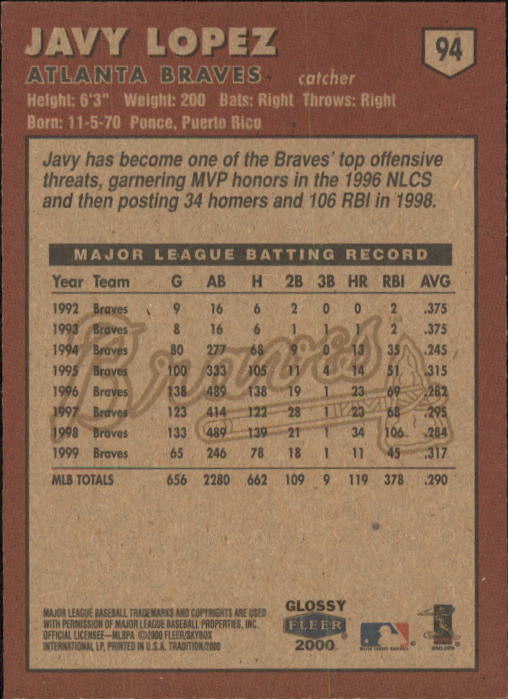 JAVY LOPEZ
94
ATLANTA BRAVES catcher
Height: 6'3" Weight: 200 Bats: Right Throws: Right
Born: 11-5-70 Ponce, Puerto Rico
Javy has become one of the Braves' top offensive
threats, garnering MVP honors in the 1996 NLCS
and then posting 34 homers and 106 RBI in 1998.
MAJOR LEAGUE BATTING RECORD
Year Team G AB H 2B 3B HR RBI AVG
1992 Braves 9 16 6 2 0 0 2 .375
1993 Braves 8 16 6 1 1 1 2 .375
1994 Braves 80 277 68 9 0 13 35 .245
1995 Braves 100 333 105 11 4 14 51 .315
1996 Braves 138 489 138 19 1 23 69 .282
1997 Braves 123 414 122 28 1 23 68 .295
1998 Braves 133 489 139 21 1 34 106 .284
1999 Braves 65 246 78 18 1 11 45 .317
MLB TOTALS 656 2280 662 109 9 119 378 .290
Braves TM
MAJOR LEAGUE BASEBALL TRADEMARKS AND COPYRIGHTS ARE USED
WITH PERMISSION OF MAJOR LEAGUE BASEBALL PROPERTIES, INC.
OFFICIAL LICENSEE—MLBPA ©2000 FLEER/SKYBOX
INTERNATIONAL LP, PRINTED IN U.S.A. TRADITION/2000
GLOSSY
FLEER
2000
MAJOR LEAGUE BASEBALL
©MLBPA